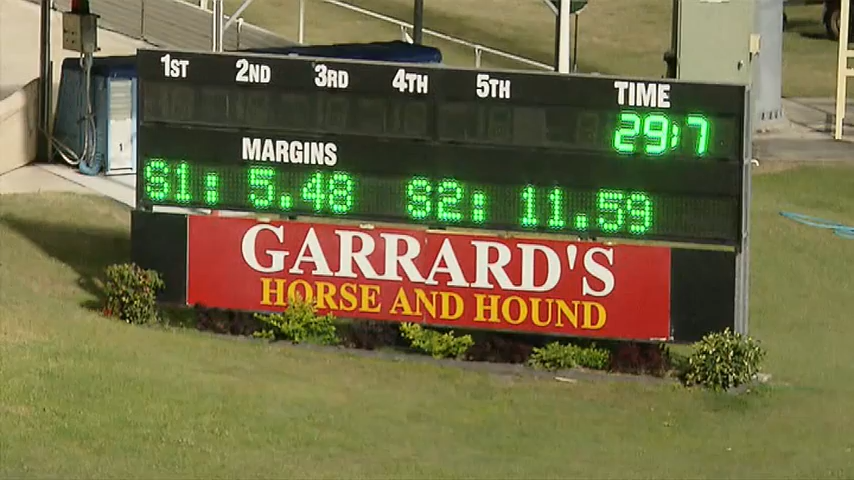 1ST 2ND 3RD 4TH 5TH TIME
29:7
MARGINS
S1: 5.48 S2: 11.59
GARRARD'S
HORSE AND HOUND